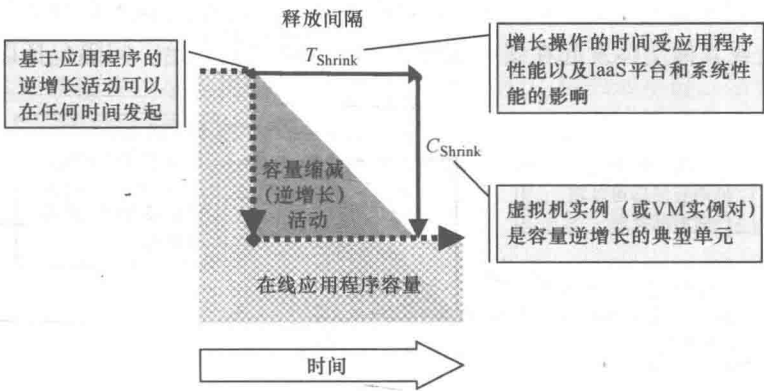 释放间隔
T Shrink
基于应用程序的
逆增长活动可以
在任何时间发起
增长操作的时间受应用程序
性能以及IaaS平台和系统性
能的影响
C Shrink
容量缩减
（逆增长）
活动
虚拟机实例（或VM实例对）
是容量逆增长的典型单元
在线应用程序容量
时间